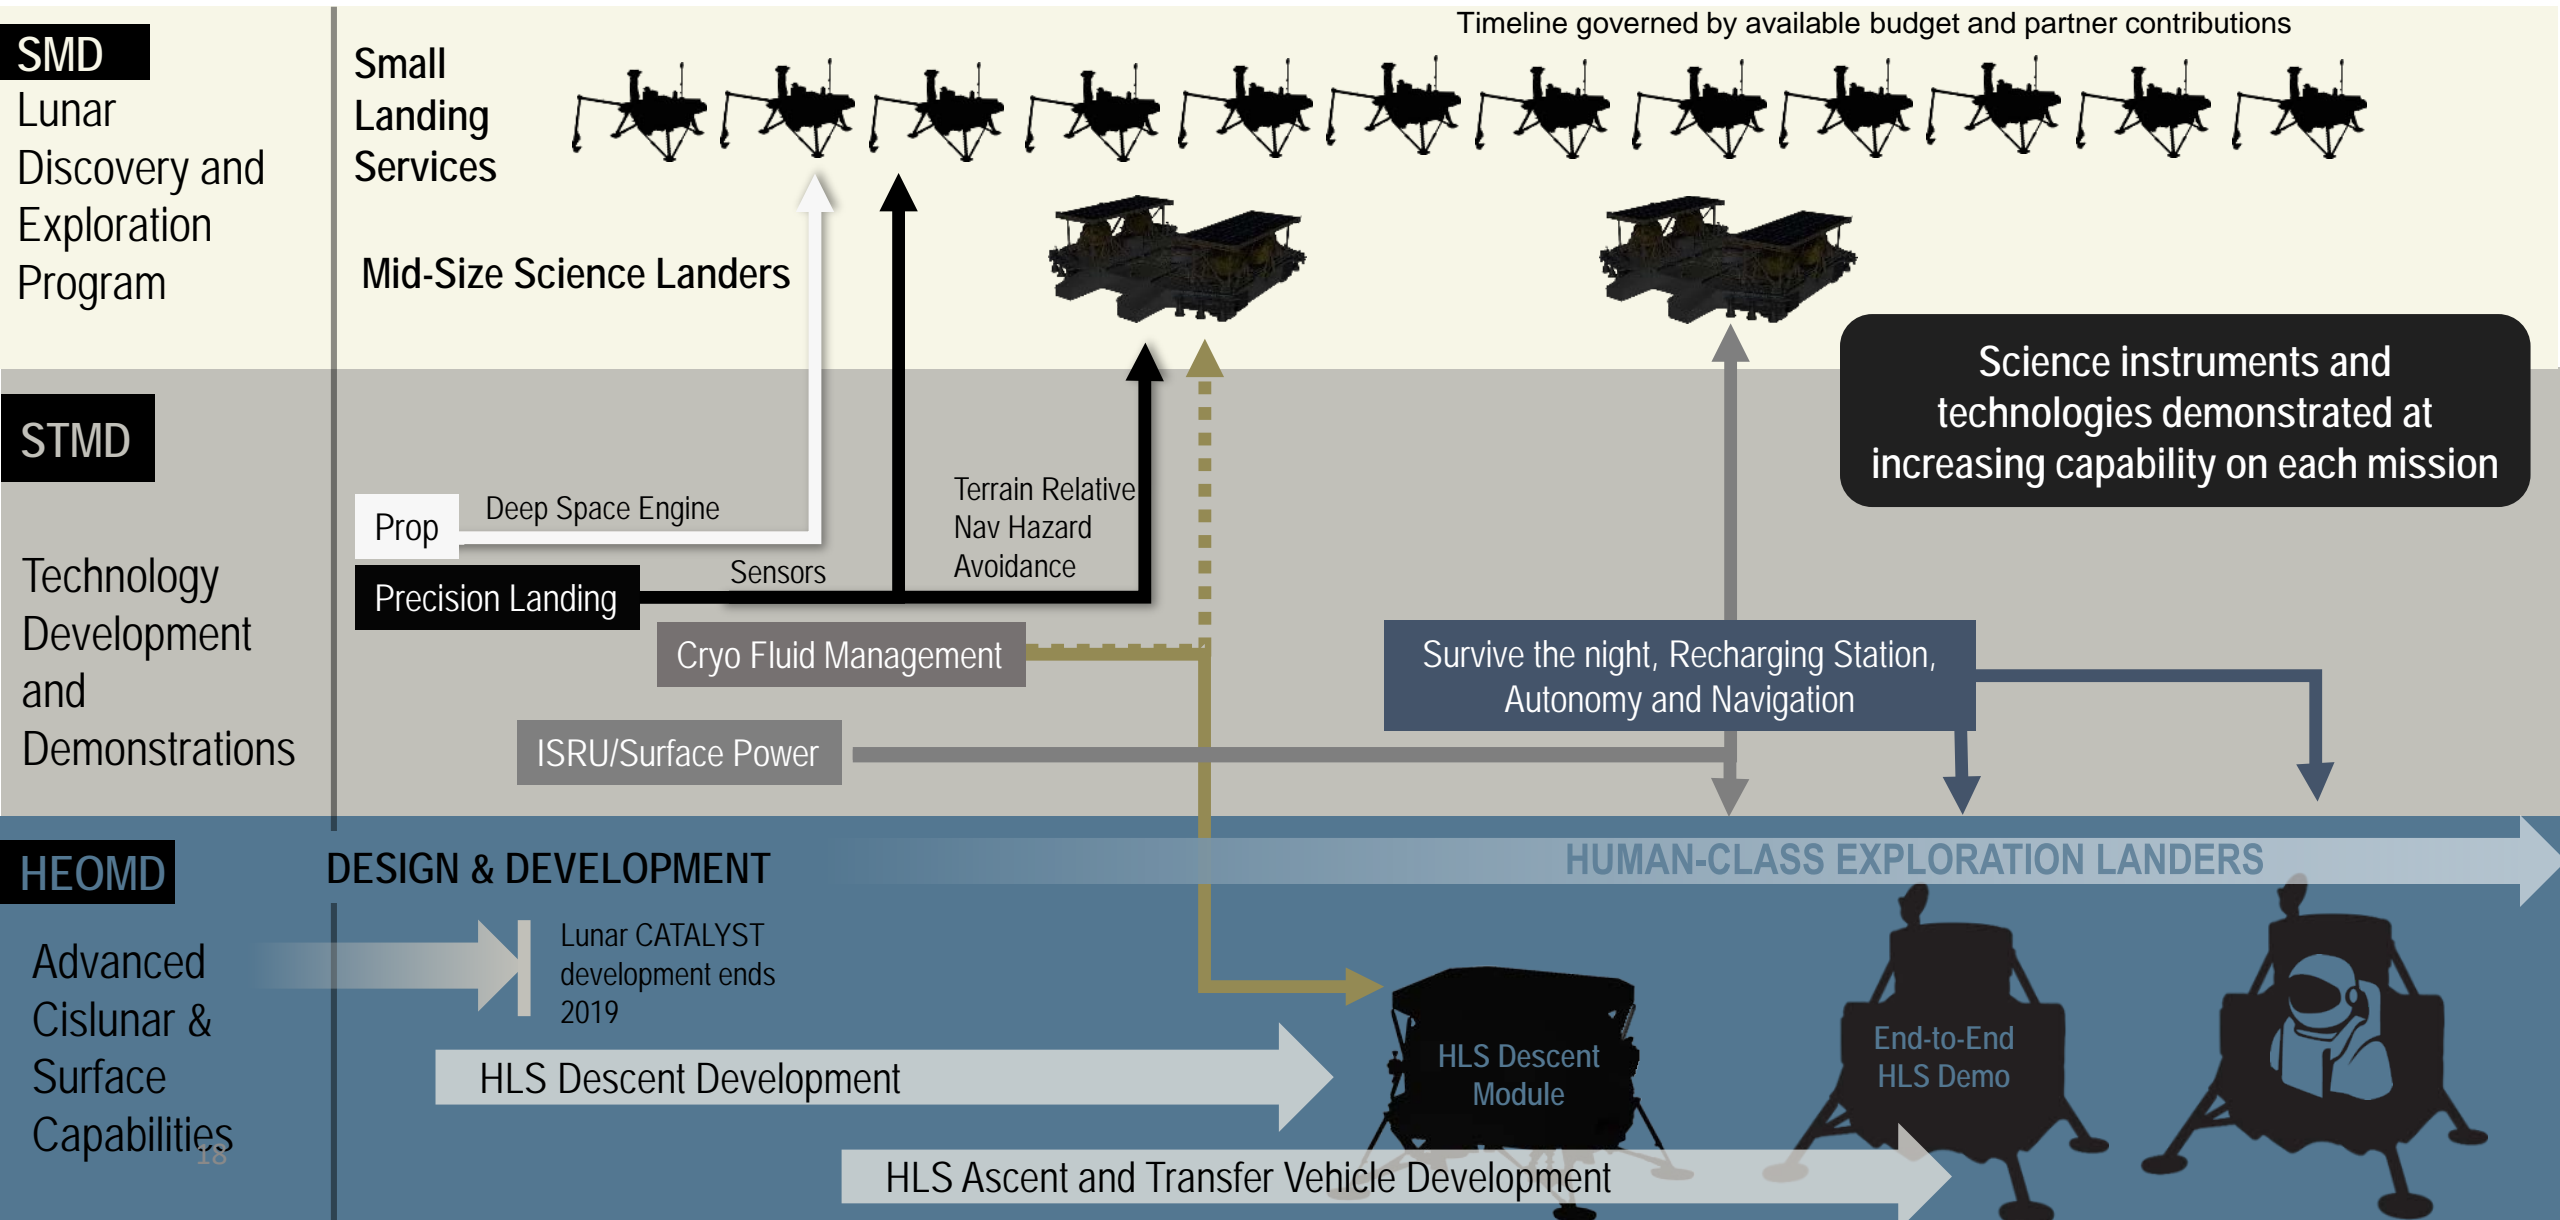 Timeline governed by available budget and partner contributions
SMD
Lunar
Discovery and
Exploration
Program
Small
Landing
Services
Mid-Size Science Landers
Science instruments and
technologies demonstrated at
increasing capability on each mission
STMD
Technology
Development
and
Demonstrations
Prop
Deep Space Engine
Precision Landing
Sensors
Terrain Relative
Nav Hazard
Avoidance
Cryo Fluid Management
ISRU/Surface Power
Survive the night, Recharging Station,
Autonomy and Navigation
HEOMD
Advanced
Cislunar &
Surface
Capabilities
18
DESIGN & DEVELOPMENT
HUMAN-CLASS EXPLORATION LANDERS
Lunar CATALYST
development ends
2019
HLS Descent Development
HLS Descent
Module
End-to-End
HLS Demo
HLS Ascent and Transfer Vehicle Development